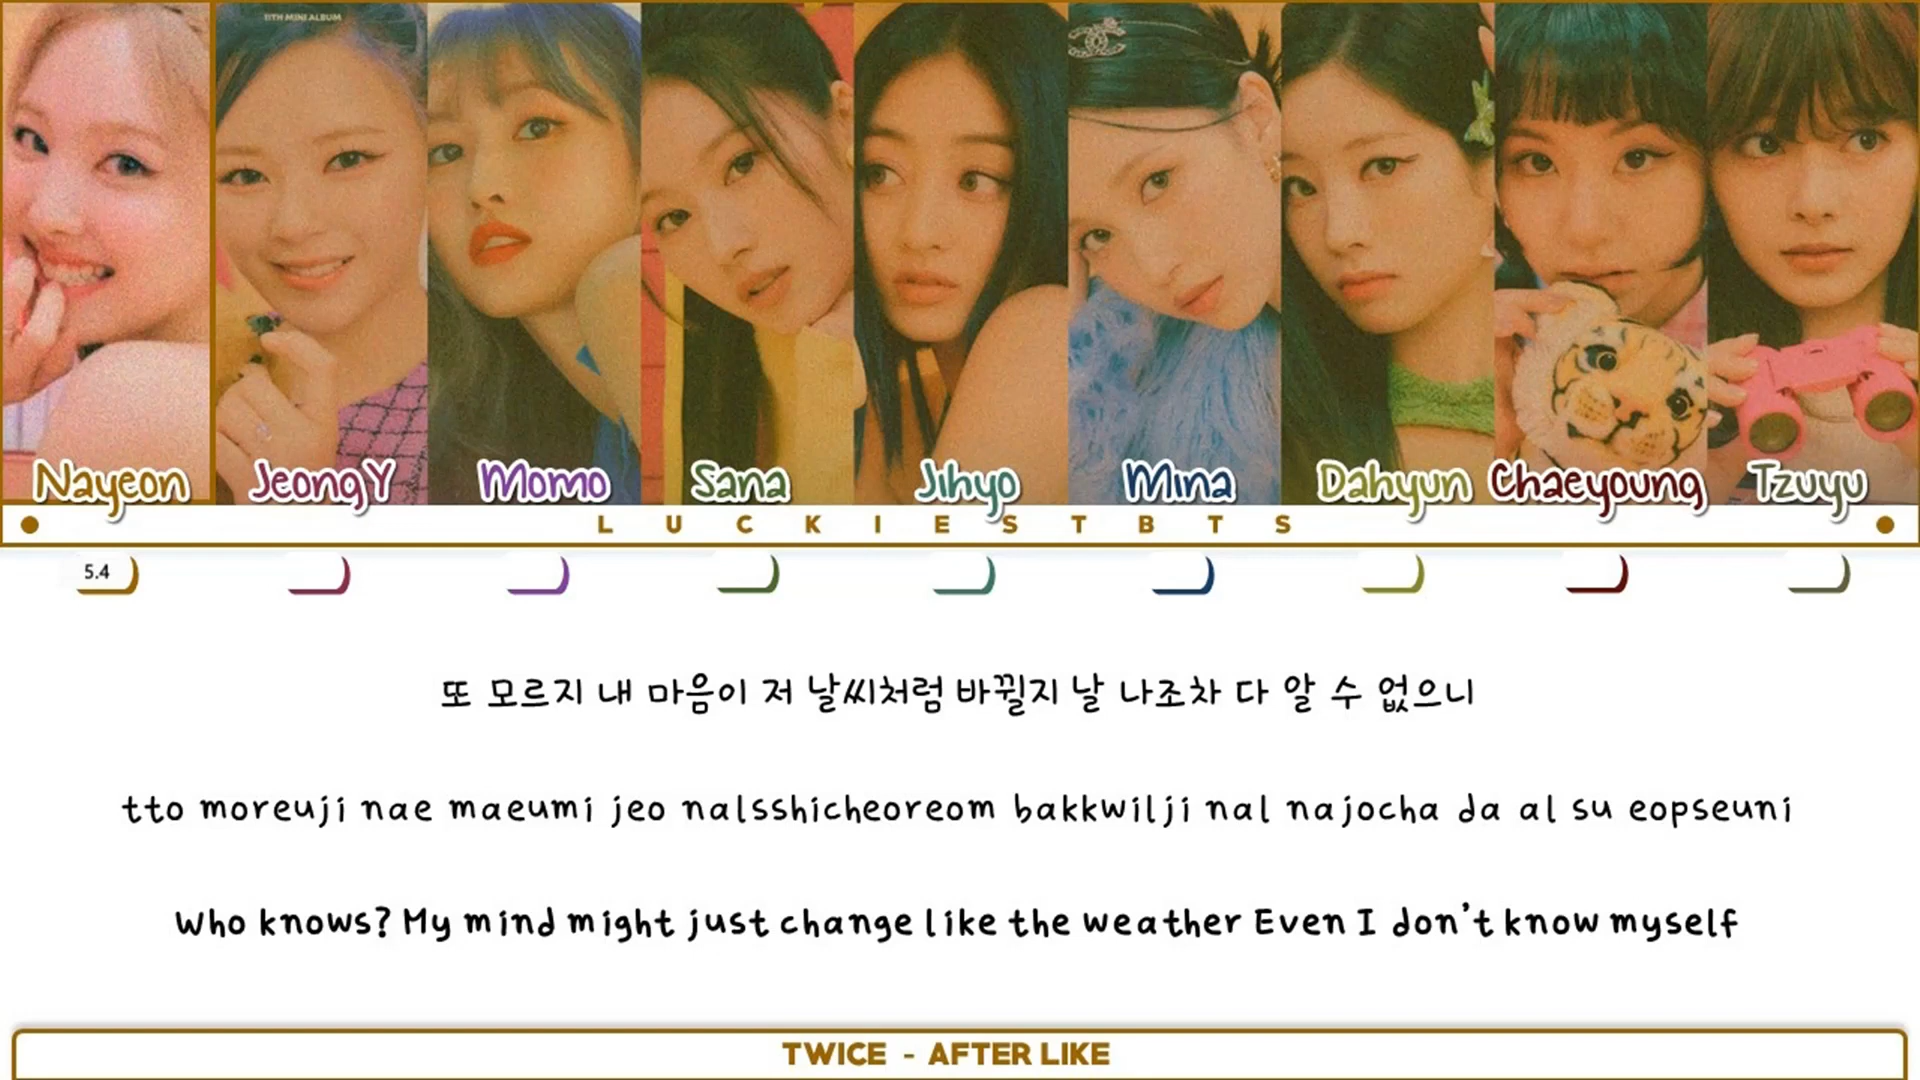 11TH MINI ALBUM
Nayeon JeongY Momo Sana Jihyo Mina Dahyun Chaeyoung Tzuyu
LUCKIESTBTS
5.4
또 모르지 내 마음이 저 날씨처럼 바뀔지 날 나조차 다 알 수 없으니
tto moreuji nae maeumi jeo nalsshicheoreom bakkwilji nal najocha da al su eopseuni
Who knows? My mind might just change like the weather Even I don't know myself
TWICE - AFTER LIKE